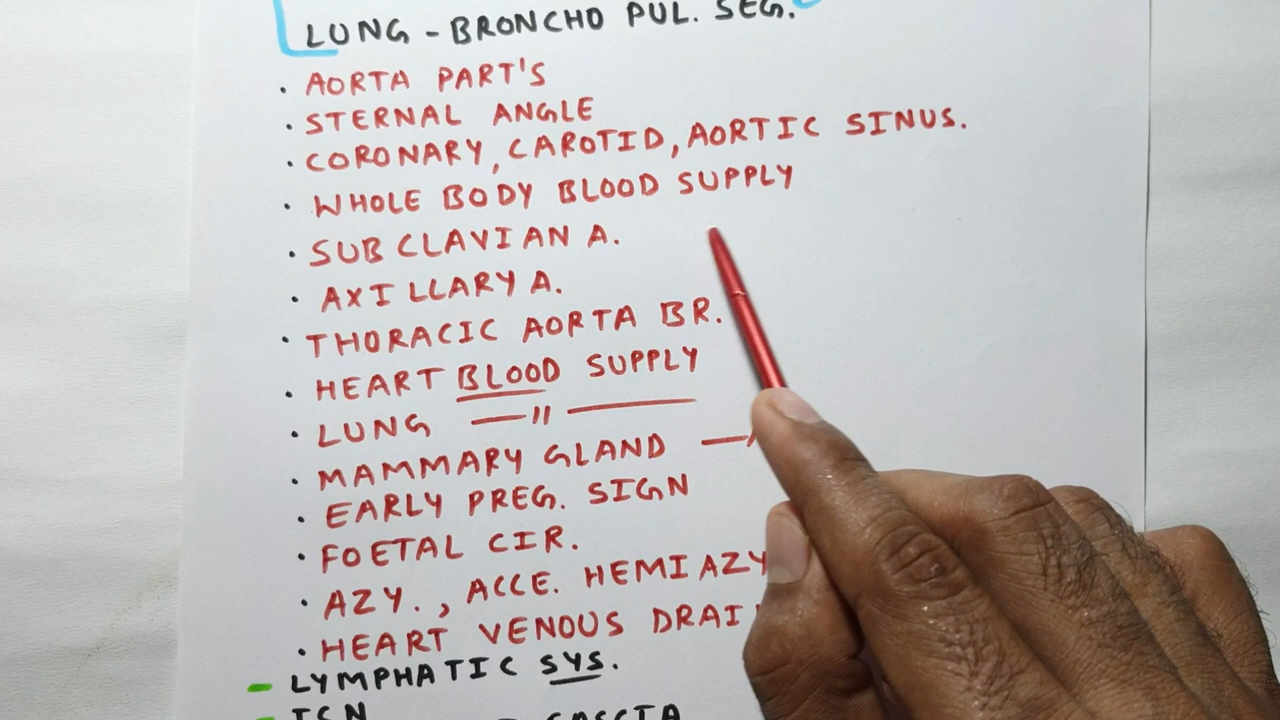 LUNG - BRONCHO PUL. SEG.
• AORTA PART'S
• STERNAL ANGLE
• CORONARY, CAROTID, AORTIC SINUS.
• WHOLE BODY BLOOD SUPPLY
• SUBCLAVIAN A.
• AXILLARY A.
• THORACIC AORTA BR.
• HEART BLOOD SUPPLY
• LUNG —〃—
• MAMMARY GLAND —
• EARLY PREG. SIGN
• FOETAL CIR.
• AZY., ACCE. HEMIAZY
• HEART VENOUS DRAI
- LYMPHATIC SYS.